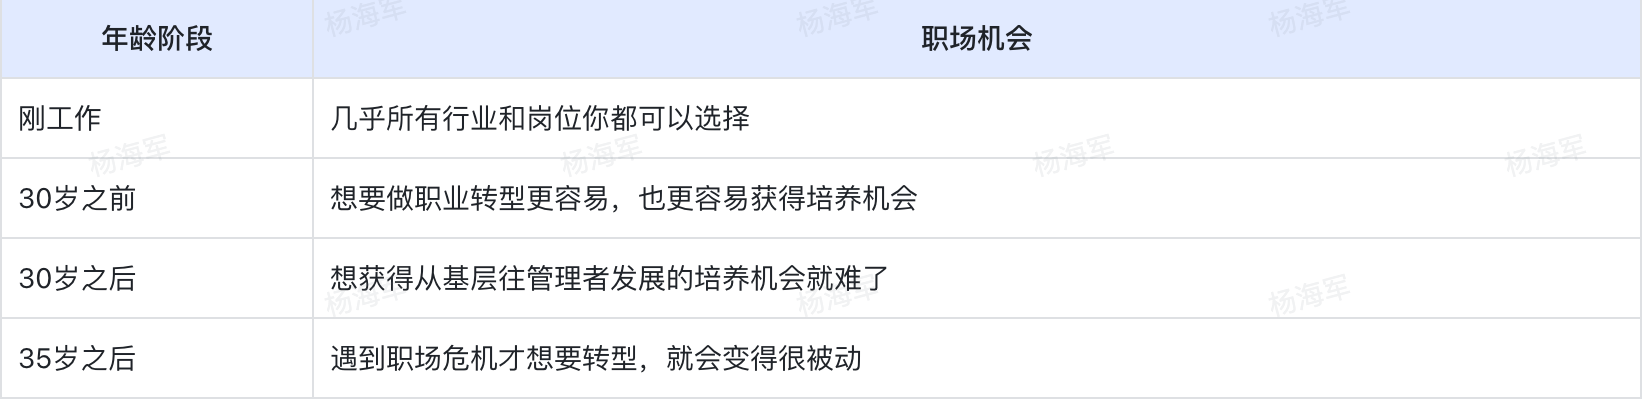 杨海军 杨海军 杨海军
年龄阶段 职场机会
刚工作 几乎所有行业和岗位你都可以选择
杨海军 杨海军 杨海军 杨海军
30岁之前 想要做职业转型更容易，也更容易获得培养机会
30岁之后 想获得从基层往管理者发展的培养机会就难了
杨海军 杨海军 杨海军
35岁之后 遇到职场危机才想要转型，就会变得很被动